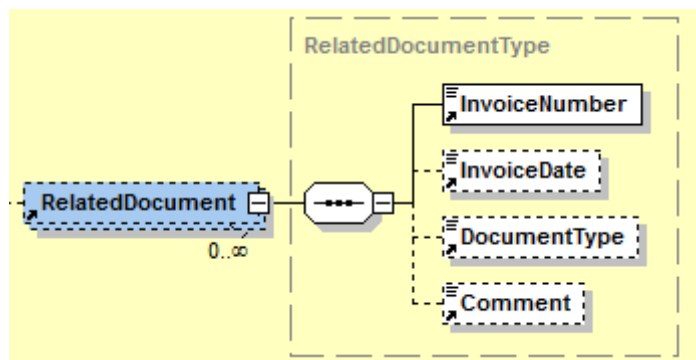 RelatedDocumentType
InvoiceNumber
InvoiceDate
RelatedDocument
0..∞
DocumentType
Comment